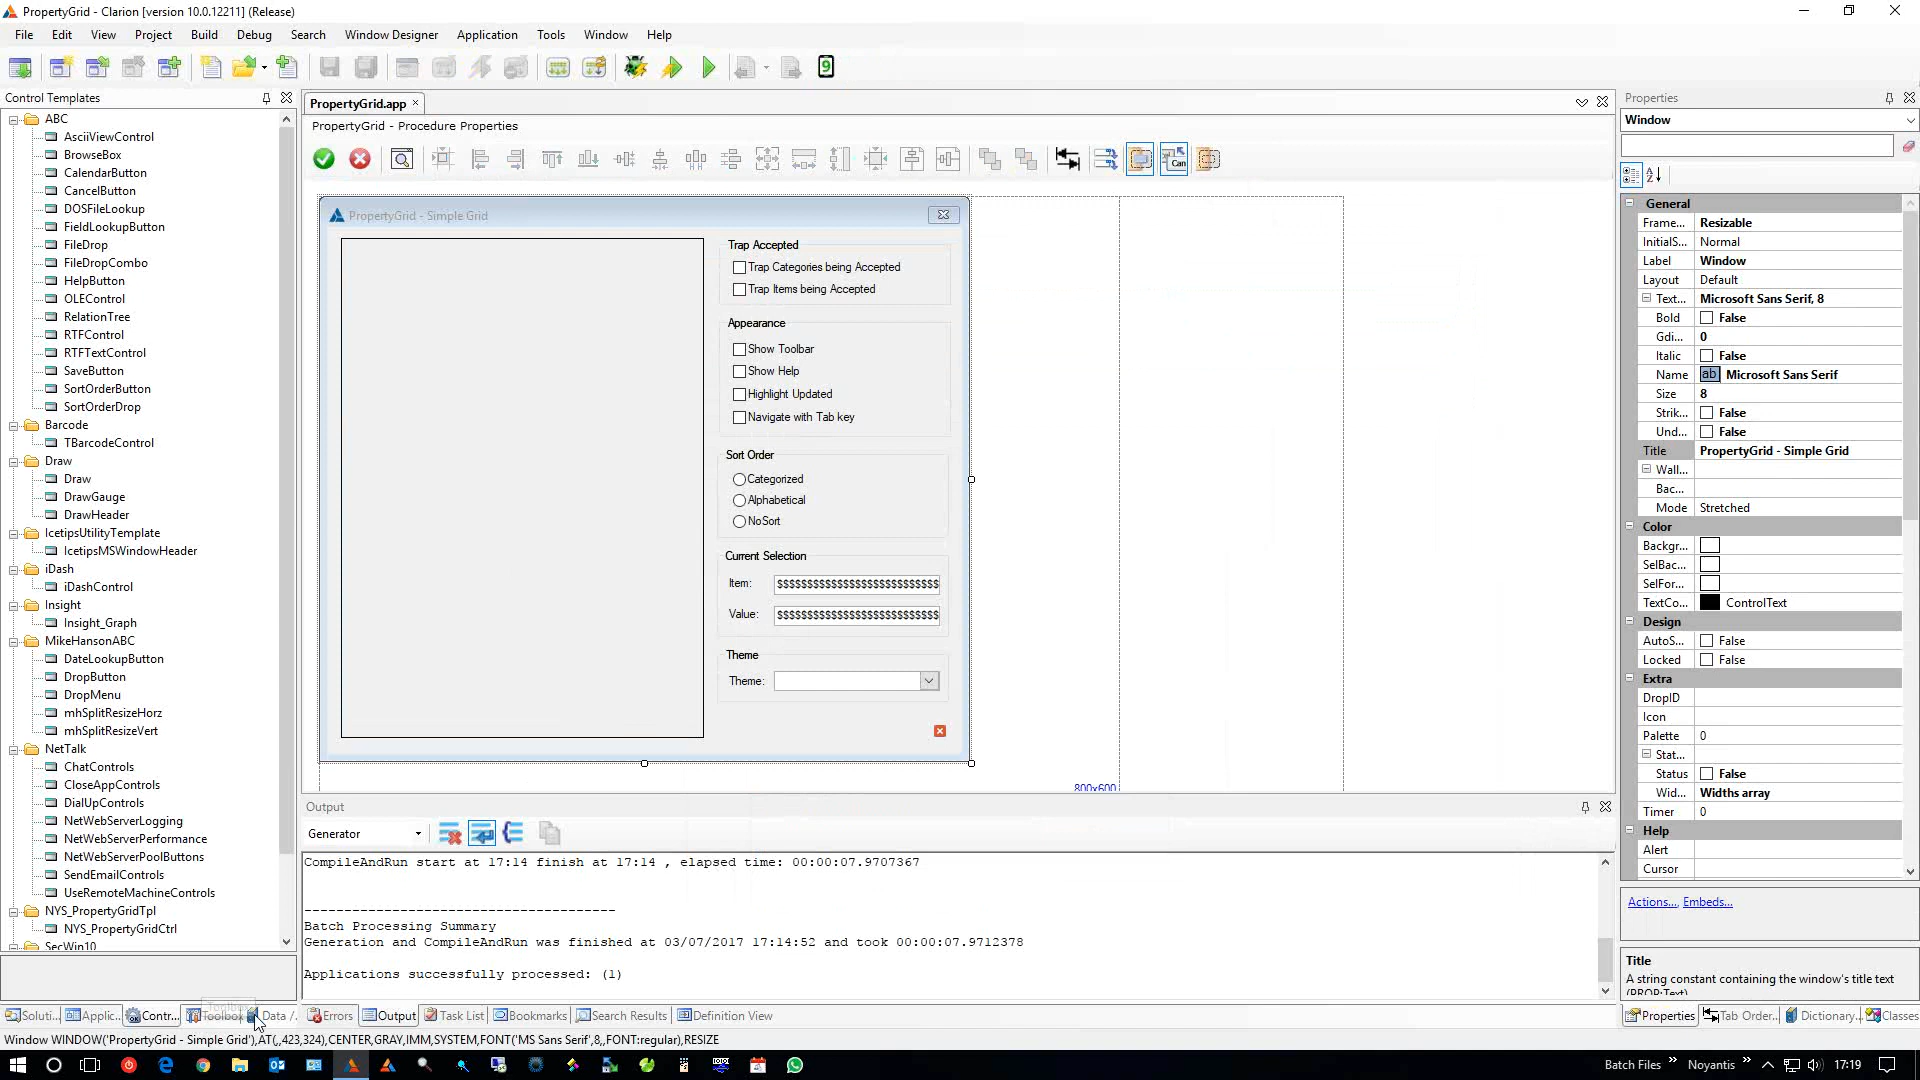 PropertyGrid - Clarion [version 10.0.12211] (Release)
File Edit View Project Build Debug Search Window Designer Application Tools Window Help
Control Templates
ABC
AsciiViewControl
BrowseBox
CalendarButton
CancelButton
DOSFileLookup
FieldLookupButton
FileDrop
FileDropCombo
HelpButton
OLEControl
RelationTree
RTFControl
RTFTextControl
SaveButton
SortOrderButton
SortOrderDrop
Barcode
TBarcodeControl
Draw
Draw
DrawGauge
DrawHeader
IcetipsUtilityTemplate
IcetipsMSWindowHeader
iDash
iDashControl
Insight
Insight_Graph
MikeHansonABC
DateLookupButton
DropButton
DropMenu
mhSplitResizeHorz
mhSplitResizeVert
NetTalk
ChatControls
CloseAppControls
DialUpControls
NetWebServerLogging
NetWebServerPerformance
NetWebServerPoolButtons
SendEmailControls
UseRemoteMachineControls
NYS_PropertyGridTpl
NYS_PropertyGridCtrl
SecWin10
Soluti... Applic... Contr... Toolbox Data /...
PropertyGrid.app
PropertyGrid - Procedure Properties
Can
PropertyGrid - Simple Grid
Trap Accepted
Trap Categories being Accepted
Trap Items being Accepted
Appearance
Show Toolbar
Show Help
Highlight Updated
Navigate with Tab key
Sort Order
Categorized
Alphabetical
NoSort
Current Selection
Item: $$$$$$$$$$$$$$$$$$$$$$$$$$$
Value: $$$$$$$$$$$$$$$$$$$$$$$$$$$
Theme
Theme:
800x600
Output
Generator
CompileAndRun start at 17:14 finish at 17:14 , elapsed time: 00:00:07.9707367
---------------------------------------
Batch Processing Summary
Generation and CompileAndRun was finished at 03/07/2017 17:14:52 and took 00:00:07.9712378
Applications successfully processed: (1)
Errors Output Task List Bookmarks Search Results Definition View
Properties
Window
General
Frame... Resizable
InitialS... Normal
Label Window
Layout Default
Text... Microsoft Sans Serif, 8
Bold False
Gdi... 0
Italic False
Name ab Microsoft Sans Serif
Size 8
Strik... False
Und... False
Title PropertyGrid - Simple Grid
Wall...
Bac...
Mode Stretched
Color
Backgr...
SelBac...
SelFor...
TextCo... ControlText
Design
AutoS... False
Locked False
Extra
DropID
Icon
Palette 0
Stat...
Status False
Wid... Widths array
Timer 0
Help
Alert
Cursor
Actions... Embeds...
Title
A string constant containing the window's title text
(PROP:Text)
Properties Tab Order... Dictionary... Classes
Window WINDOW('PropertyGrid - Simple Grid'),AT(,,423,324),CENTER,GRAY,IMM,SYSTEM,FONT('MS Sans Serif',8,,FONT:regular),RESIZE
Batch Files Noyantis 17:19